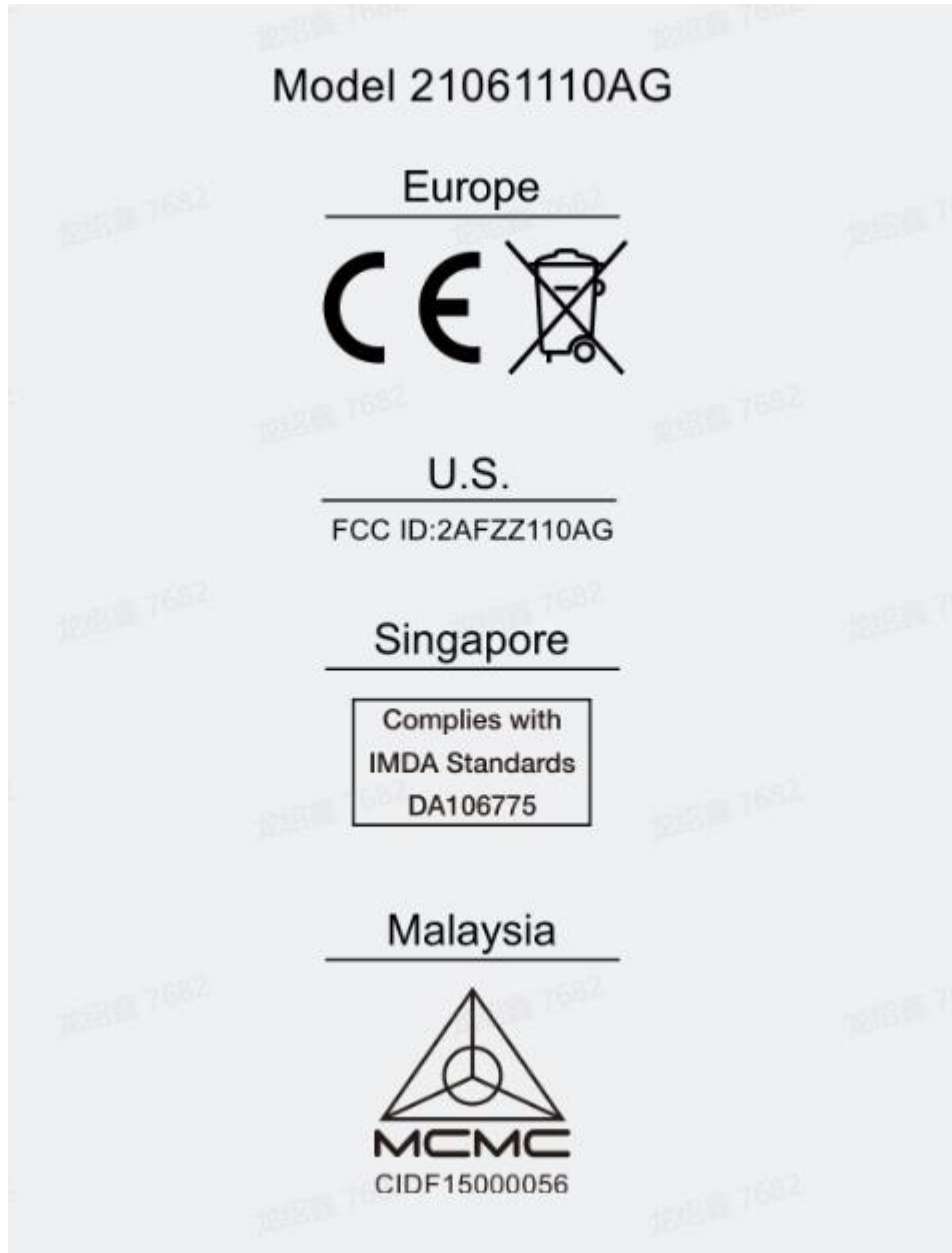 Model 21061110AG
Europe
CE
U.S.
FCC ID:2AFZZ110AG
Singapore
Complies with
IMDA Standards
DA106775
Malaysia
MCMC
CIDF15000056